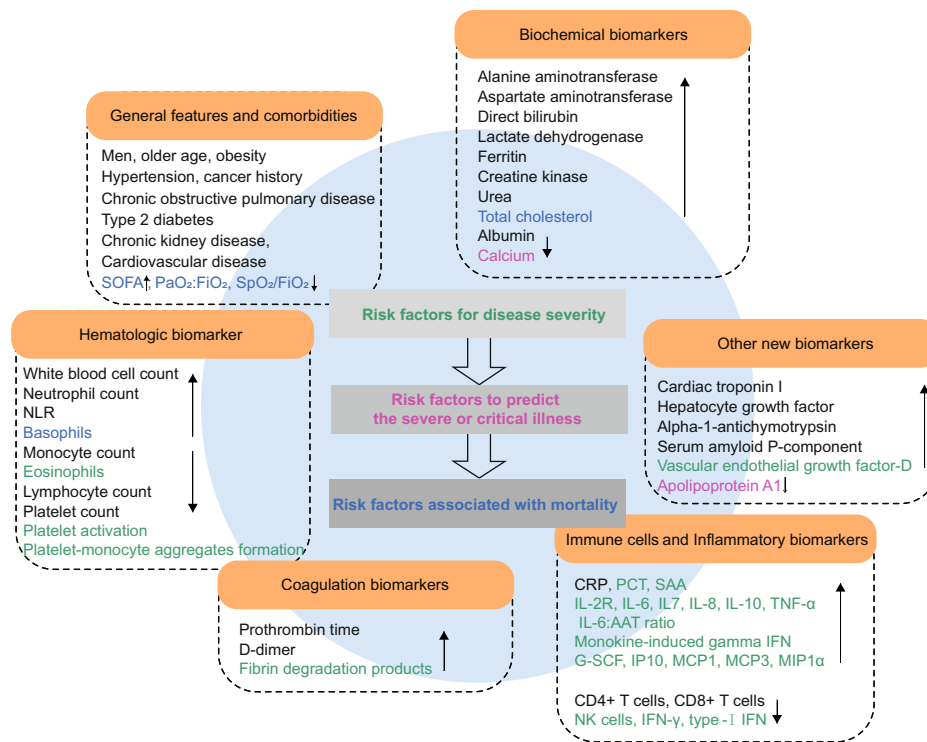 Biochemical biomarkers
Alanine aminotransferase
Aspartate aminotransferase
Direct bilirubin
Lactate dehydrogenase
Ferritin
Creatine kinase
Urea
Total cholesterol
Albumin
Calcium
General features and comorbidities
Men, older age, obesity
Hypertension, cancer history
Chronic obstructive pulmonary disease
Type 2 diabetes
Chronic kidney disease,
Cardiovascular disease
SOFA↑, PaO₂:FiO₂, SpO₂/FiO₂↓
Risk factors for disease severity
Risk factors to predict
the severe or critical illness
Risk factors associated with mortality
Hematologic biomarker
White blood cell count
Neutrophil count
NLR
Basophils
Monocyte count
Eosinophils
Lymphocyte count
Platelet count
Platelet activation
Platelet-monocyte aggregates formation
Other new biomarkers
Cardiac troponin I
Hepatocyte growth factor
Alpha-1-antichymotrypsin
Serum amyloid P-component
Vascular endothelial growth factor-D
Apolipoprotein A1↓
Coagulation biomarkers
Prothrombin time
D-dimer
Fibrin degradation products
Immune cells and Inflammatory biomarkers
CRP, PCT, SAA
IL-2R, IL-6, IL7, IL-8, IL-10, TNF-α
IL-6:AAT ratio
Monokine-induced gamma IFN
G-SCF, IP10, MCP1, MCP3, MIP1α
CD4+ T cells, CD8+ T cells
NK cells, IFN-γ, type-I IFN